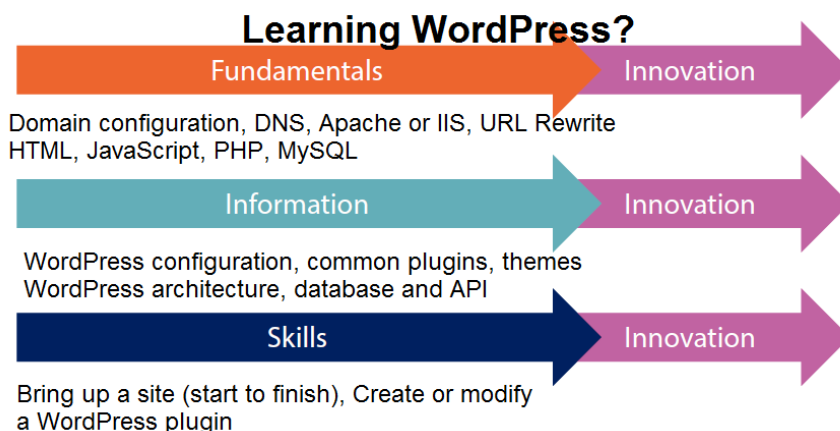 Learning WordPress?
Fundamentals Innovation
Domain configuration, DNS, Apache or IIS, URL Rewrite
HTML, JavaScript, PHP, MySQL
Information Innovation
WordPress configuration, common plugins, themes
WordPress architecture, database and API
Skills Innovation
Bring up a site (start to finish), Create or modify
a WordPress plugin